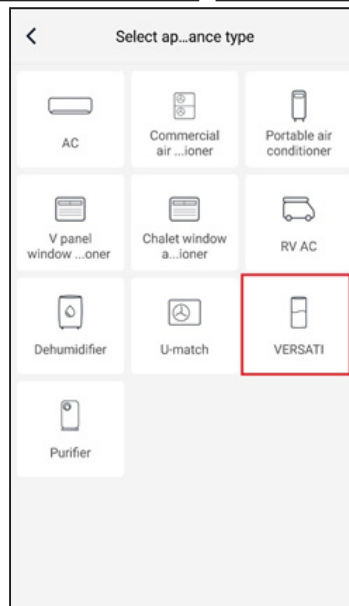 Select ap...ance type
AC
Commercial
air ...ioner
Portable air
conditioner
V panel
window ...oner
Chalet window
a...ioner
RV AC
Dehumidifier
U-match
VERSATI
Purifier